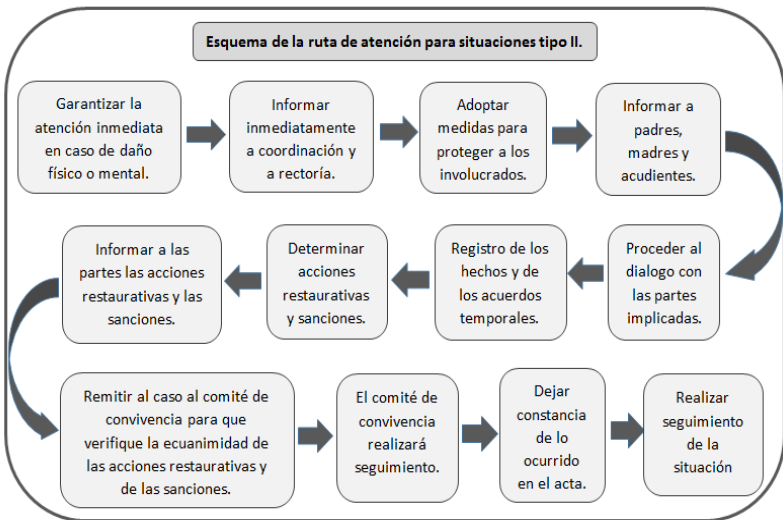 Esquema de la ruta de atención para situaciones tipo II.
Garantizar la
atención inmediata
en caso de daño
físico o mental.
Informar
inmediatamente
a coordinación y
a rectoría.
Adoptar
medidas para
proteger a los
involucrados.
Informar a
padres,
madres y
acudientes.
Proceder al
dialogo con
las partes
implicadas.
Registro de los
hechos y de
los acuerdos
temporales.
Determinar
acciones
restaurativas
y sanciones.
Informar a las
partes las acciones
restaurativas y las
sanciones.
Remitir al caso al comité de
convivencia para que
verifique la ecuanimidad de
las acciones restaurativas y
de las sanciones.
El comité de
convivencia
realizará
seguimiento.
Dejar
constancia
de lo
ocurrido
en el acta.
Realizar
seguimiento
de la
situación